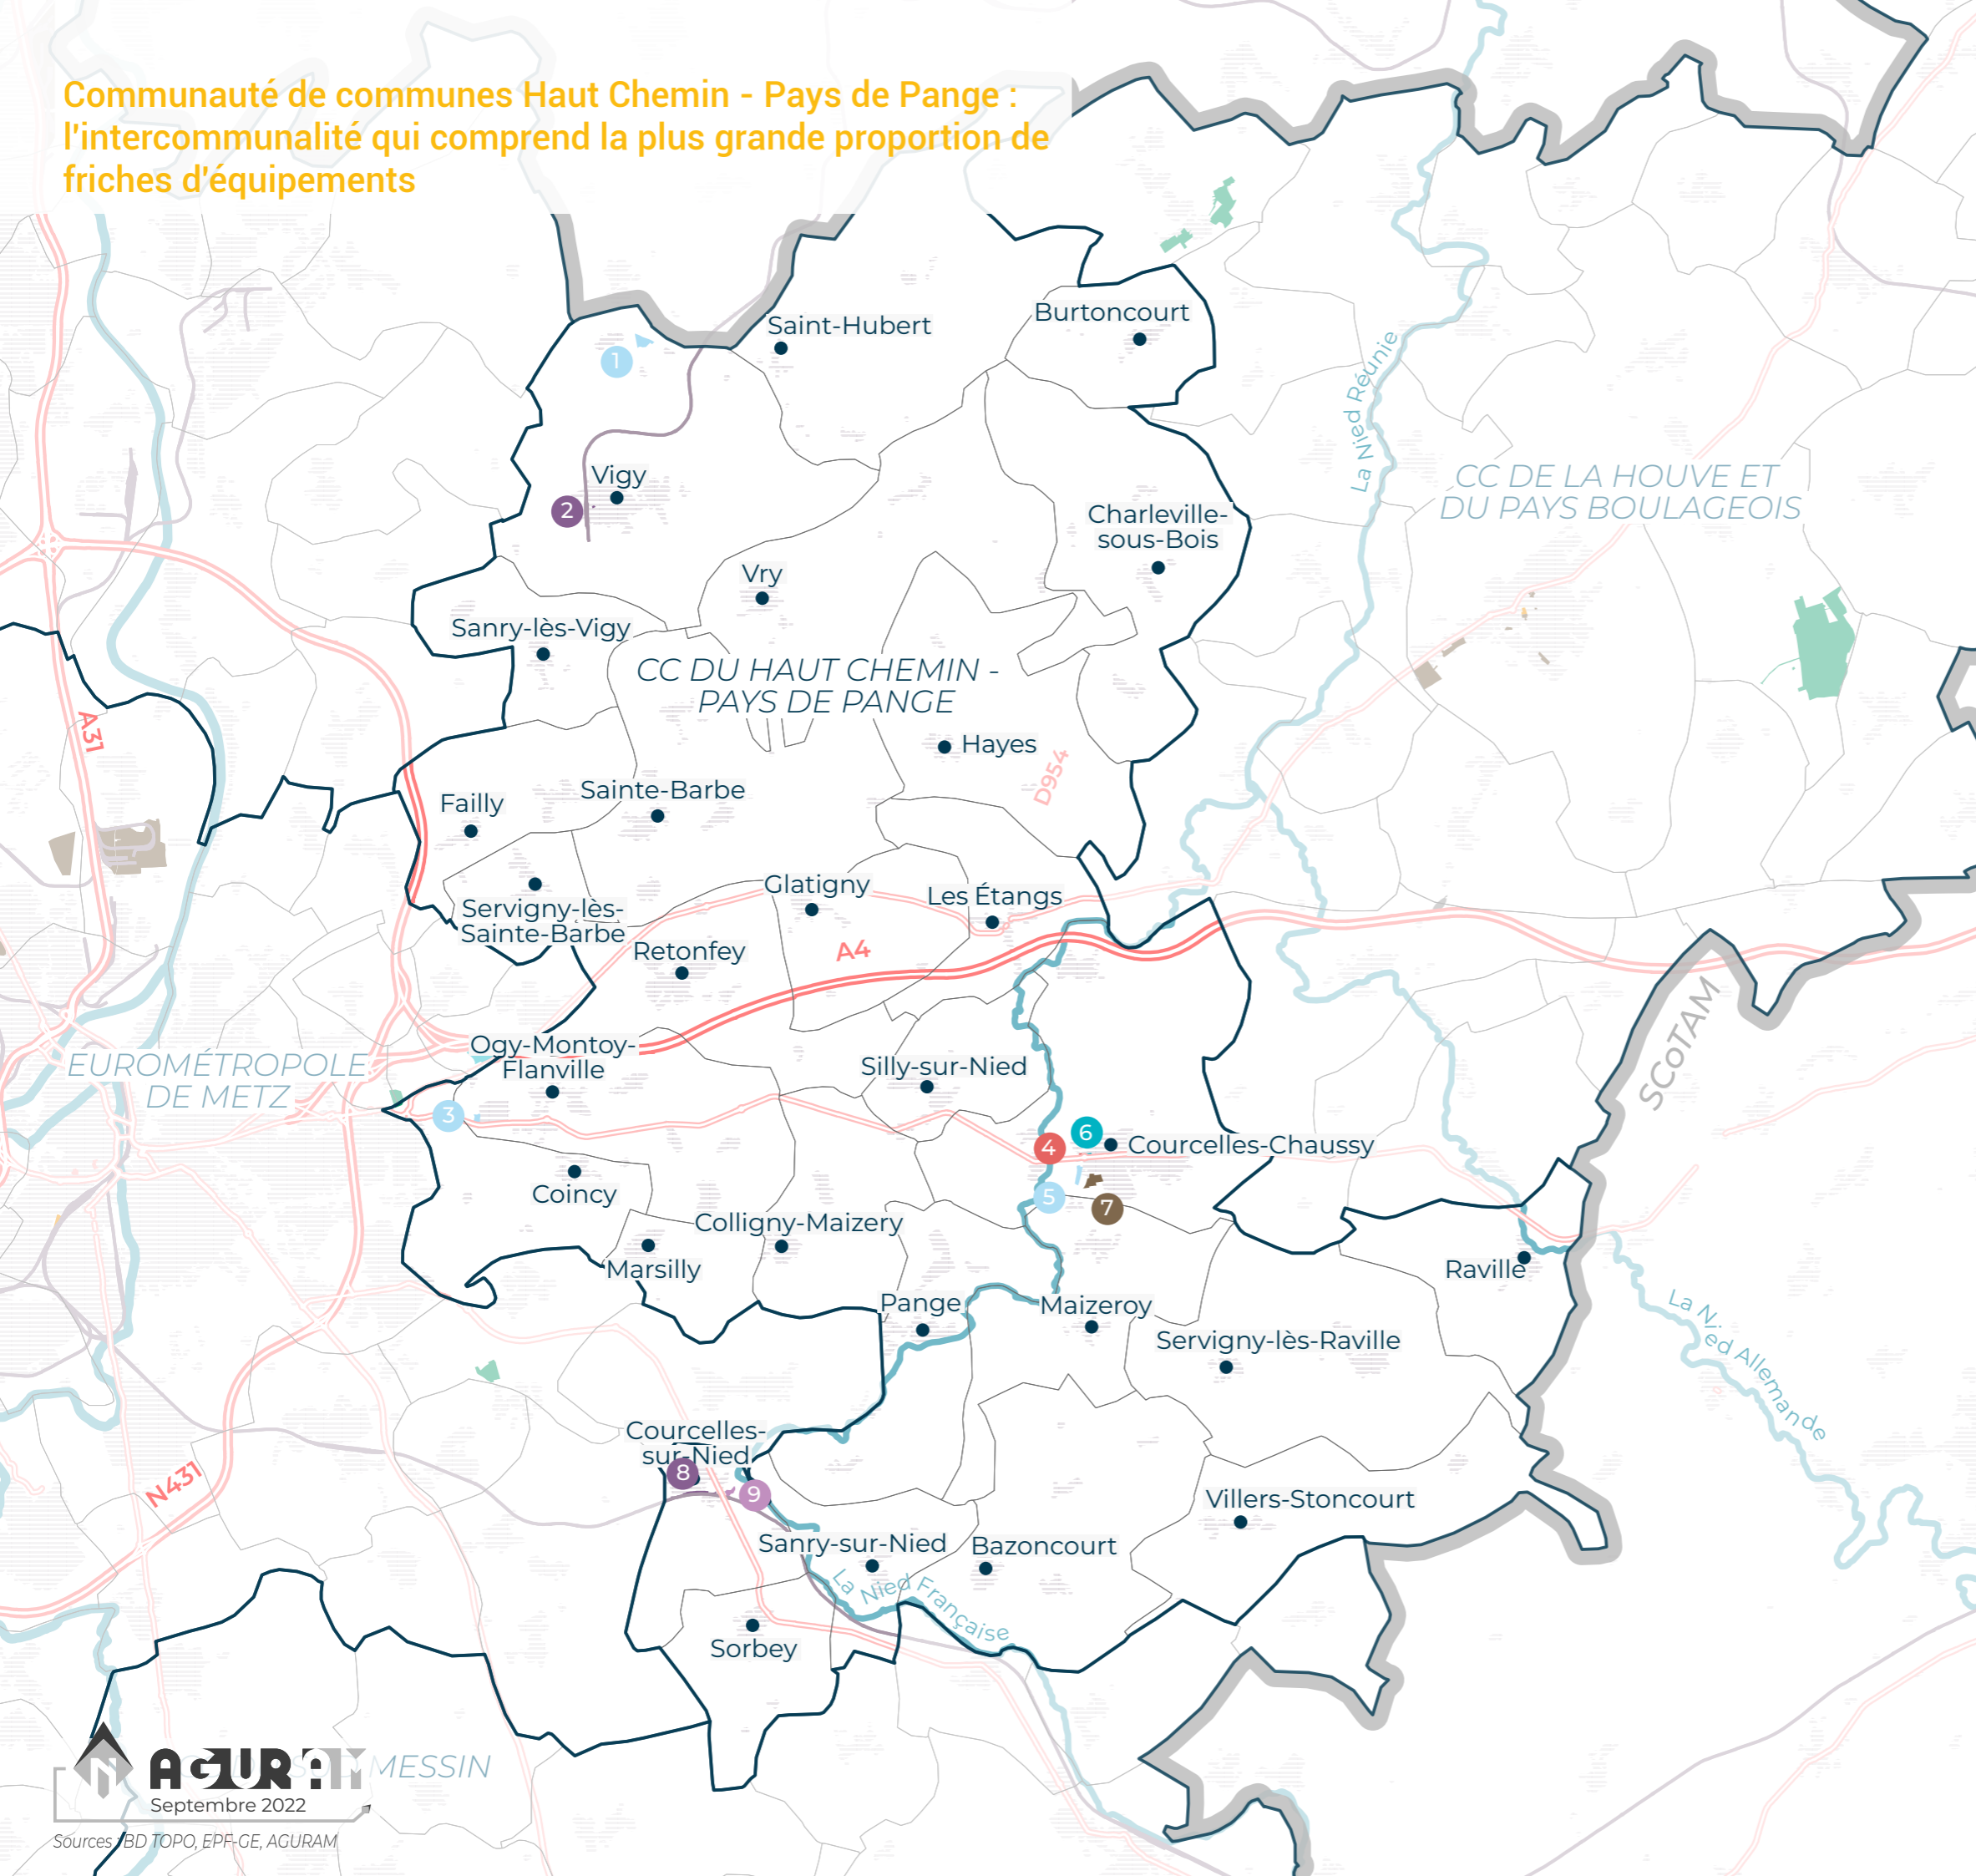 Communauté de communes Haut Chemin - Pays de Pange :
l'intercommunalité qui comprend la plus grande proportion de
friches d'équipements
Saint-Hubert
Burtoncourt
1
La Nied Réunie
Vigy
2
CC DE LA HOUVE ET
DU PAYS BOULAGEOIS
Charleville-
sous-Bois
Vry
Sanry-lès-Vigy
CC DU HAUT CHEMIN -
PAYS DE PANGE
A31
Hayes
D954
Sainte-Barbe
Failly
Glatigny
Les Étangs
Servigny-lès-
Sainte-Barbe
Retonfey
A4
SCoTAM
EUROMÉTROPOLE
DE METZ
Ogy-Montoy-
Flanville
Silly-sur-Nied
3
6
4
Courcelles-Chaussy
Coincy
5
7
Colligny-Maizery
Marsilly
Raville
Pange
Maizeroy
Servigny-lès-Raville
La Nied Allemande
Courcelles-
sur-Nied
8
9
N431
Villers-Stoncourt
Sanry-sur-Nied
Bazoncourt
La Nied Française
Sorbey
MESSIN
N
AGURAM
Septembre 2022
Sources : BD TOPO, EPF-GE, AGURAM